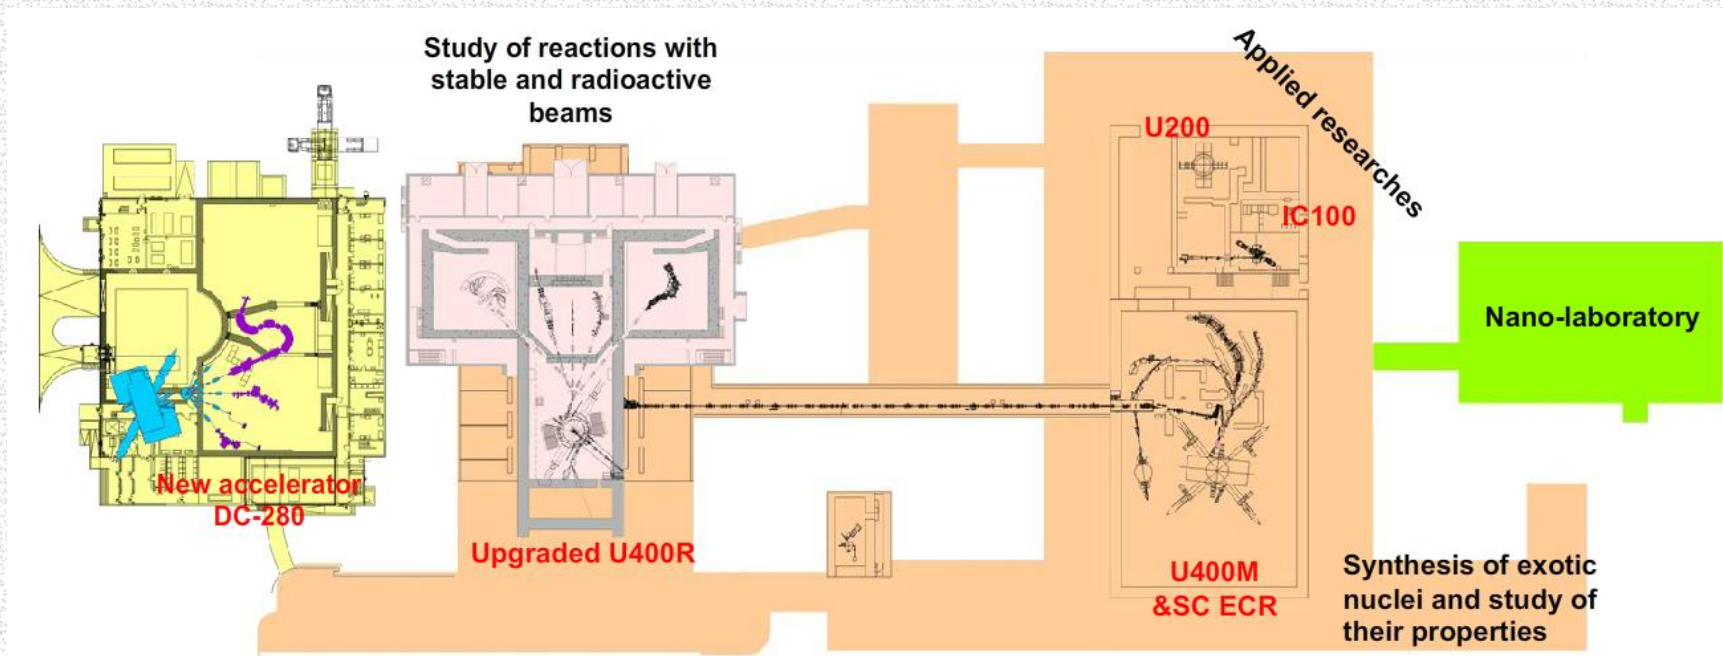 Study of reactions with
stable and radioactive
beams
Applied researches
U200
IC100
Nano-laboratory
New accelerator
DC-280
Upgraded U400R
U400M
&SC ECR
Synthesis of exotic
nuclei and study of
their properties